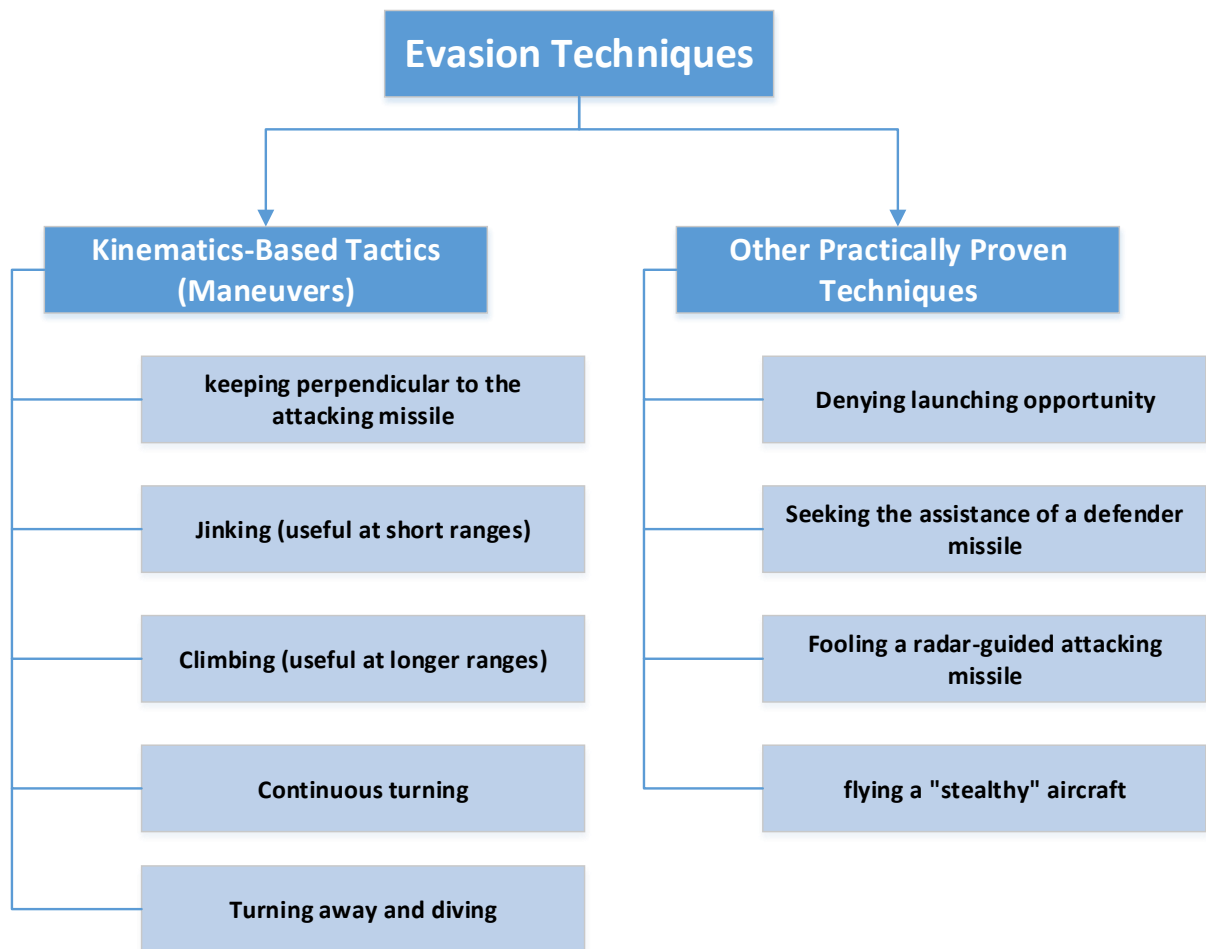 Evasion Techniques
Kinematics-Based Tactics
(Maneuvers)
keeping perpendicular to the
attacking missile
Jinking (useful at short ranges)
Climbing (useful at longer ranges)
Continuous turning
Turning away and diving
Other Practically Proven
Techniques
Denying launching opportunity
Seeking the assistance of a defender
missile
Fooling a radar-guided attacking
missile
flying a "stealthy" aircraft